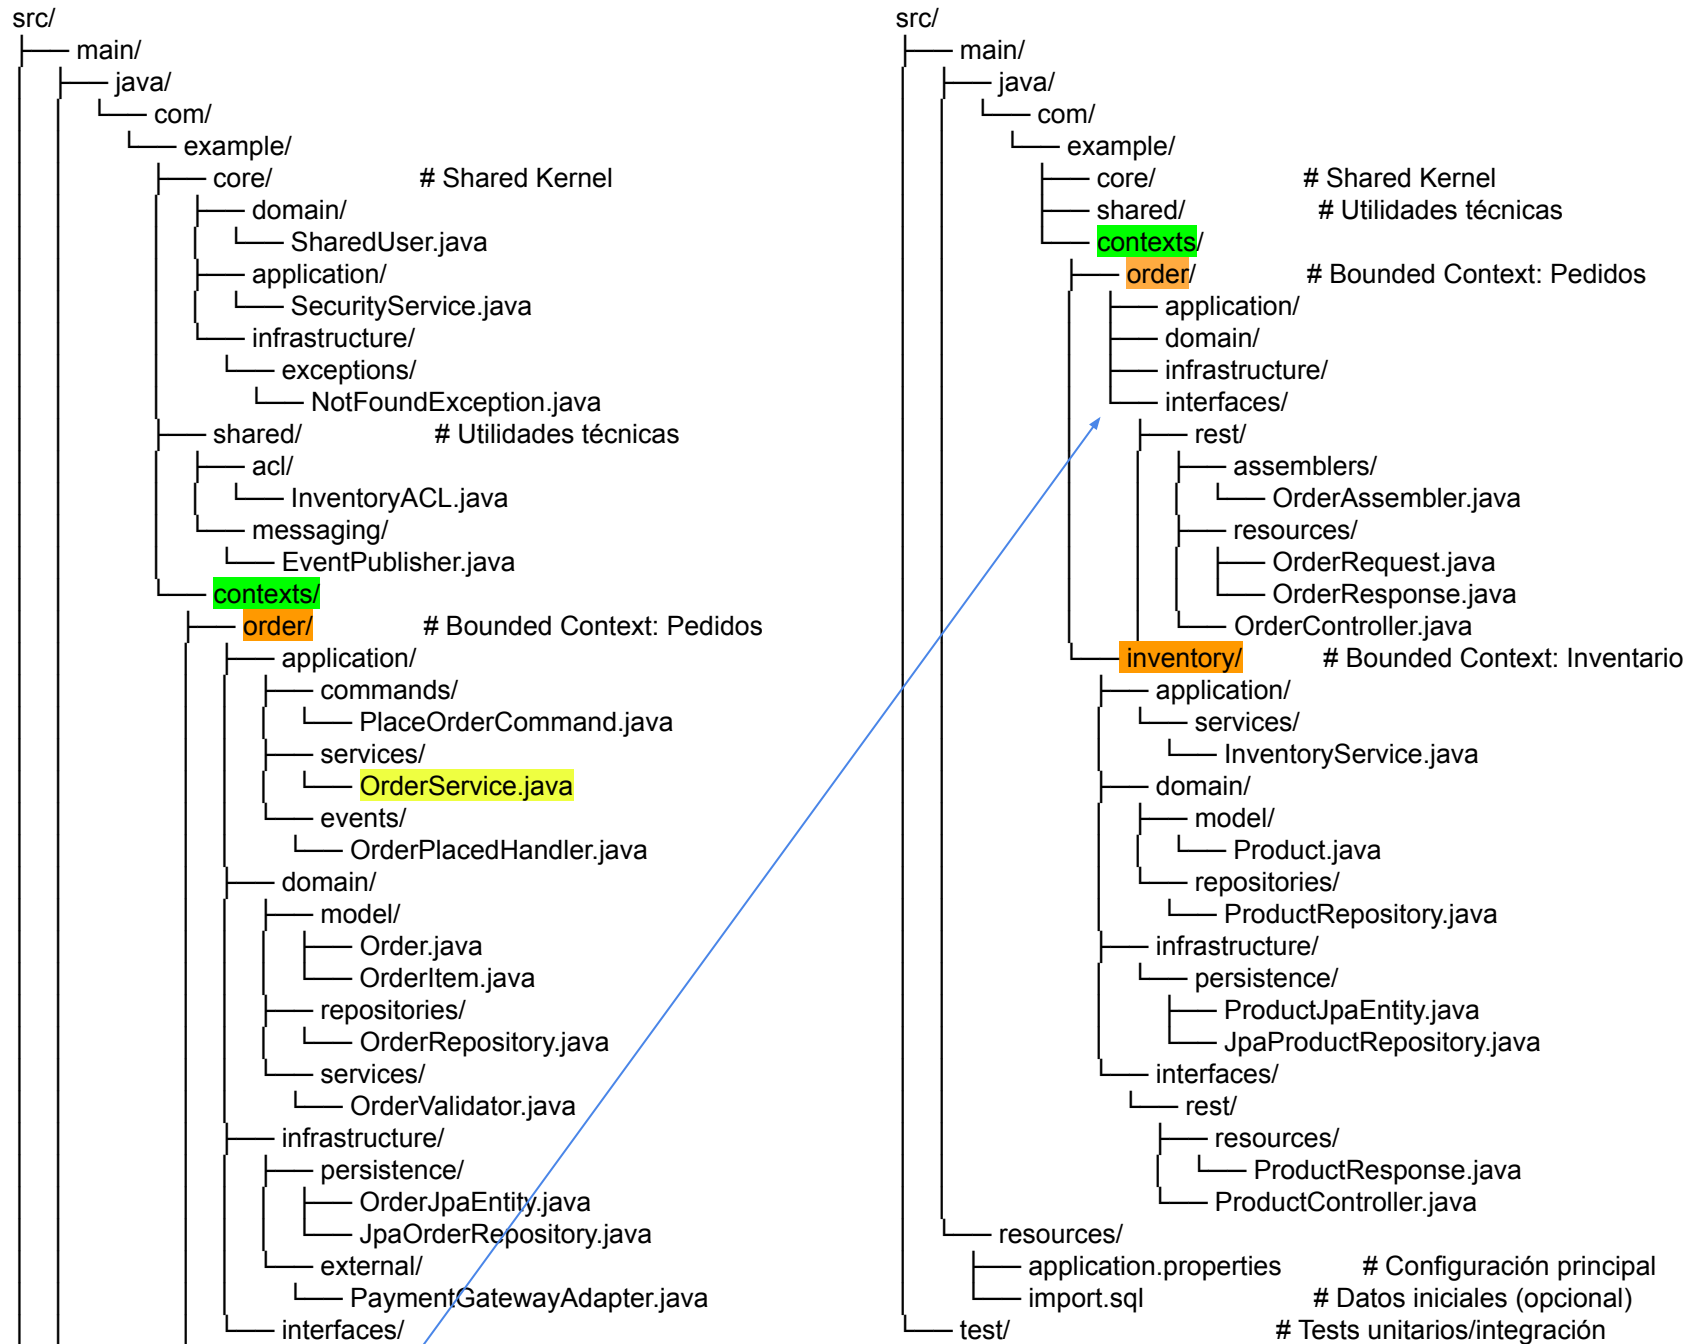 src/
main/
java/
com/
example/
core/ # Shared Kernel
domain/
SharedUser.java
application/
SecurityService.java
infrastructure/
exceptions/
NotFoundException.java
shared/ # Utilidades técnicas
acl/
InventoryACL.java
messaging/
EventPublisher.java
contexts/
order/ # Bounded Context: Pedidos
application/
commands/
PlaceOrderCommand.java
services/
OrderService.java
events/
OrderPlacedHandler.java
domain/
model/
Order.java
OrderItem.java
repositories/
OrderRepository.java
services/
OrderValidator.java
infrastructure/
persistence/
OrderJpaEntity.java
JpaOrderRepository.java
external/
PaymentGatewayAdapter.java
interfaces/
src/
main/
java/
com/
example/
core/ # Shared Kernel
shared/ # Utilidades técnicas
contexts/
order/ # Bounded Context: Pedidos
application/
domain/
infrastructure/
interfaces/
rest/
assemblers/
OrderAssembler.java
resources/
OrderRequest.java
OrderResponse.java
OrderController.java
inventory/ # Bounded Context: Inventario
application/
services/
InventoryService.java
domain/
model/
Product.java
repositories/
ProductRepository.java
infrastructure/
persistence/
ProductJpaEntity.java
JpaProductRepository.java
interfaces/
rest/
resources/
ProductResponse.java
ProductController.java
resources/
application.properties # Configuración principal
import.sql # Datos iniciales (opcional)
test/ # Tests unitarios/integración